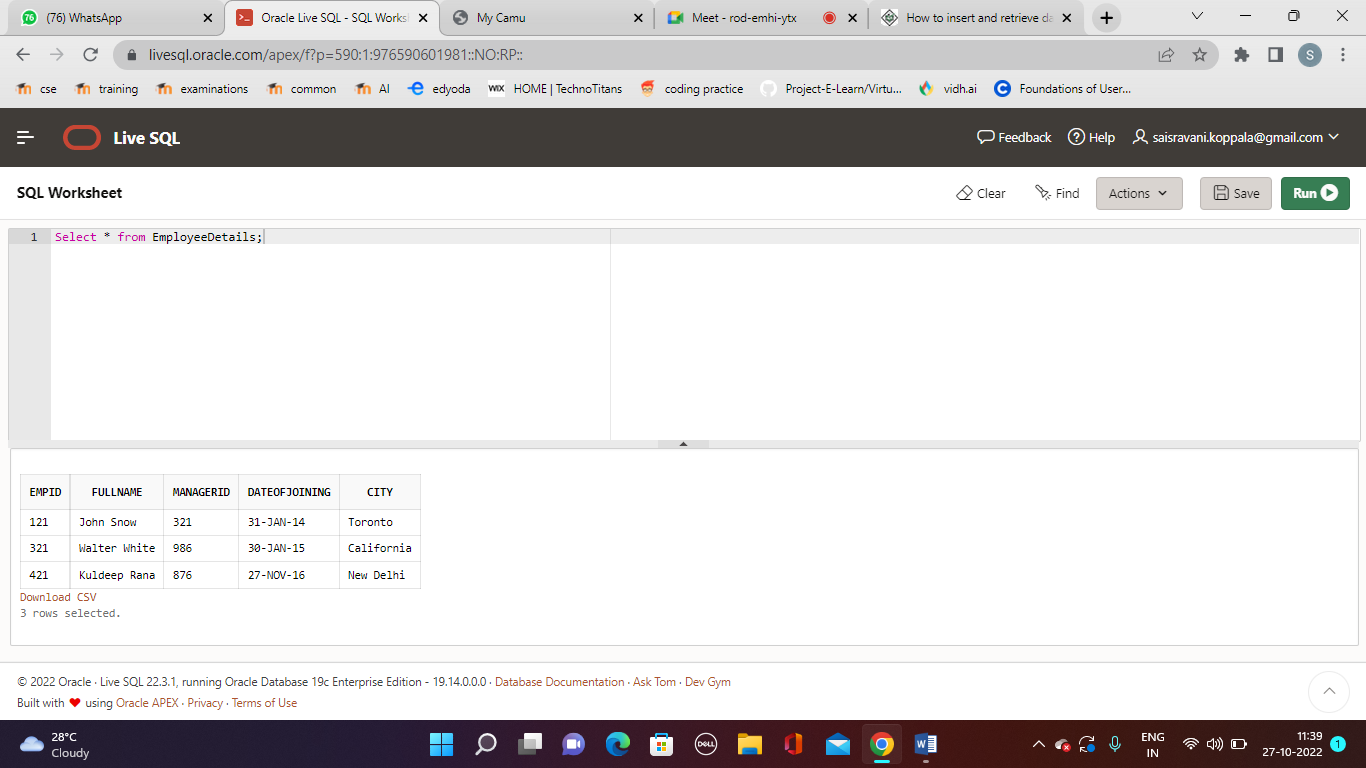 (76) WhatsApp
Oracle Live SQL - SQL Works
My Camu
Meet - rod-emhi-ytx
How to insert and retrieve da
livesql.oracle.com/apex/f?p=590:1:976590601981::NO:RP::
S
cse training examinations common AI edyoda WIX HOME | TechnoTitans coding practice Project-E-Learn/Virtu... vidh.ai C Foundations of User...
Live SQL
Feedback ? Help saisravani.koppala@gmail.com
SQL Worksheet
Clear Find Actions Save Run
1 Select * from EmployeeDetails;
EMPID FULLNAME MANAGERID DATEOFJOINING CITY
121 John Snow 321 31-JAN-14 Toronto
321 Walter White 986 30-JAN-15 California
421 Kuldeep Rana 876 27-NOV-16 New Delhi
Download CSV
3 rows selected.
© 2022 Oracle · Live SQL 22.3.1, running Oracle Database 19c Enterprise Edition - 19.14.0.0.0 · Database Documentation · Ask Tom · Dev Gym
Built with ❤ using Oracle APEX · Privacy · Terms of Use
28°C
Cloudy
DELL
ENG
IN
11:39
27-10-2022
1